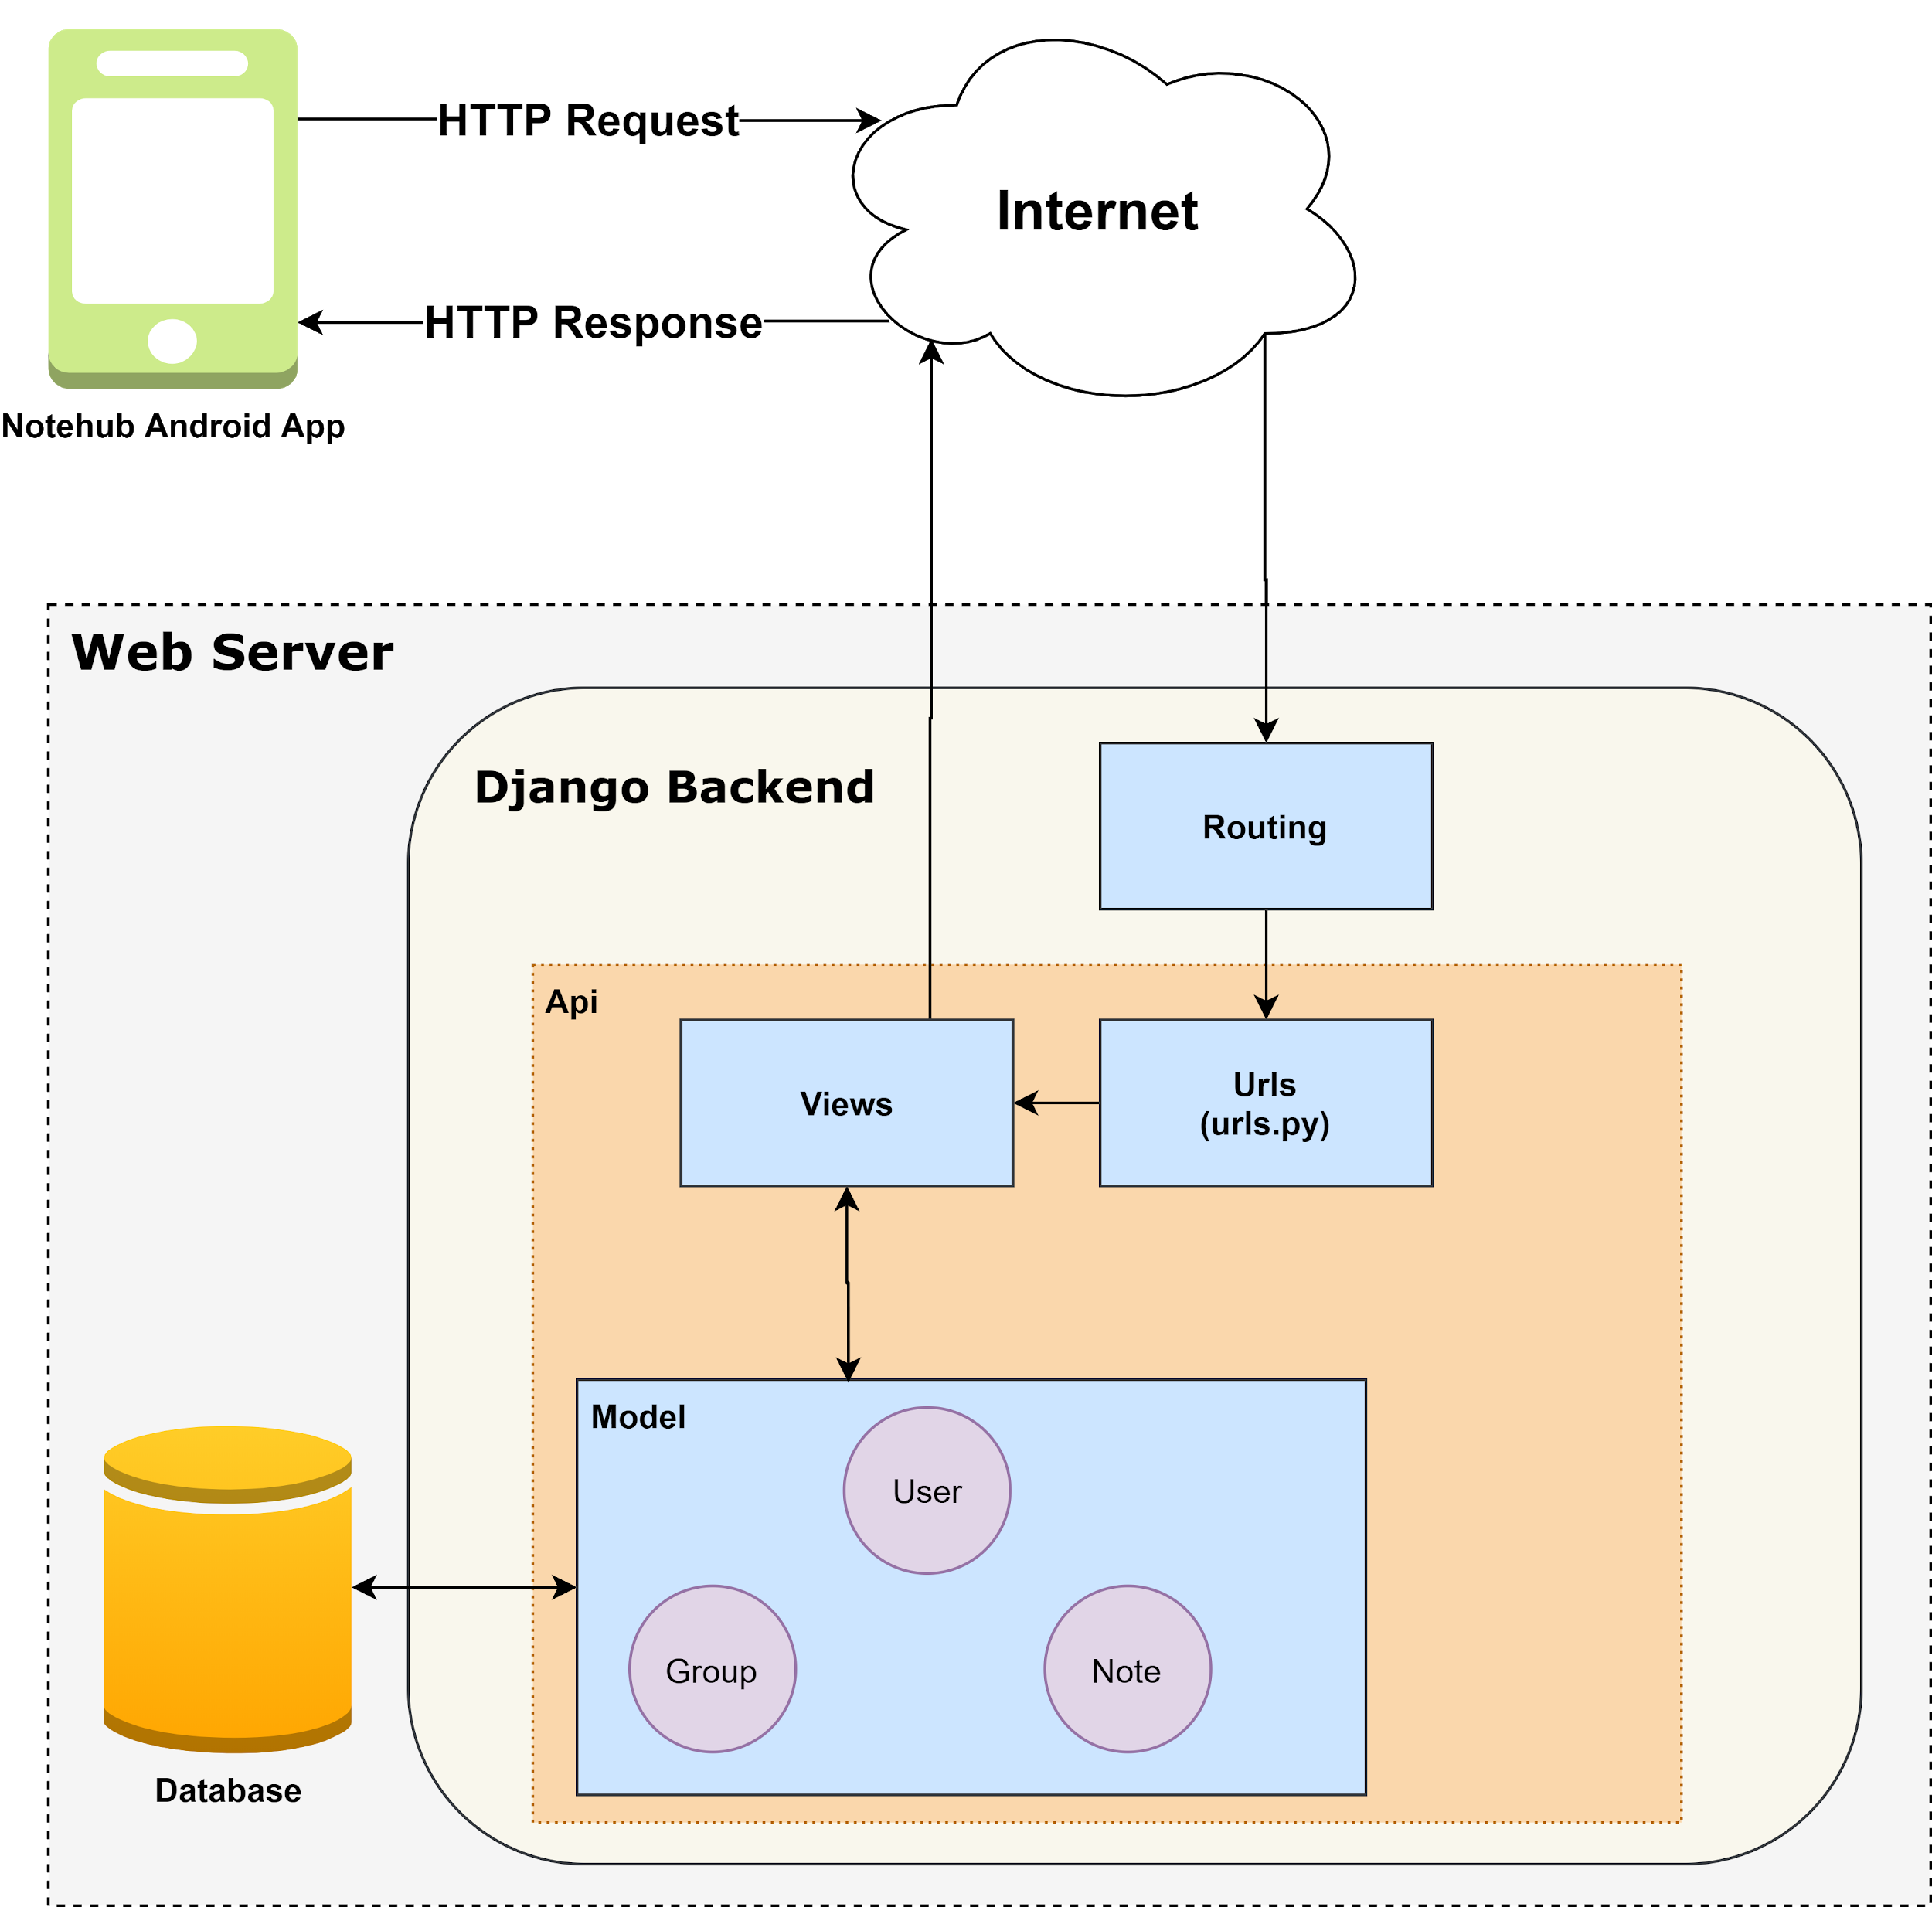 HTTP Request
Internet
HTTP Response
Notehub Android App
Web Server
Django Backend
Routing
Api
Views
Urls
(urls.py)
Model
User
Group
Note
Database